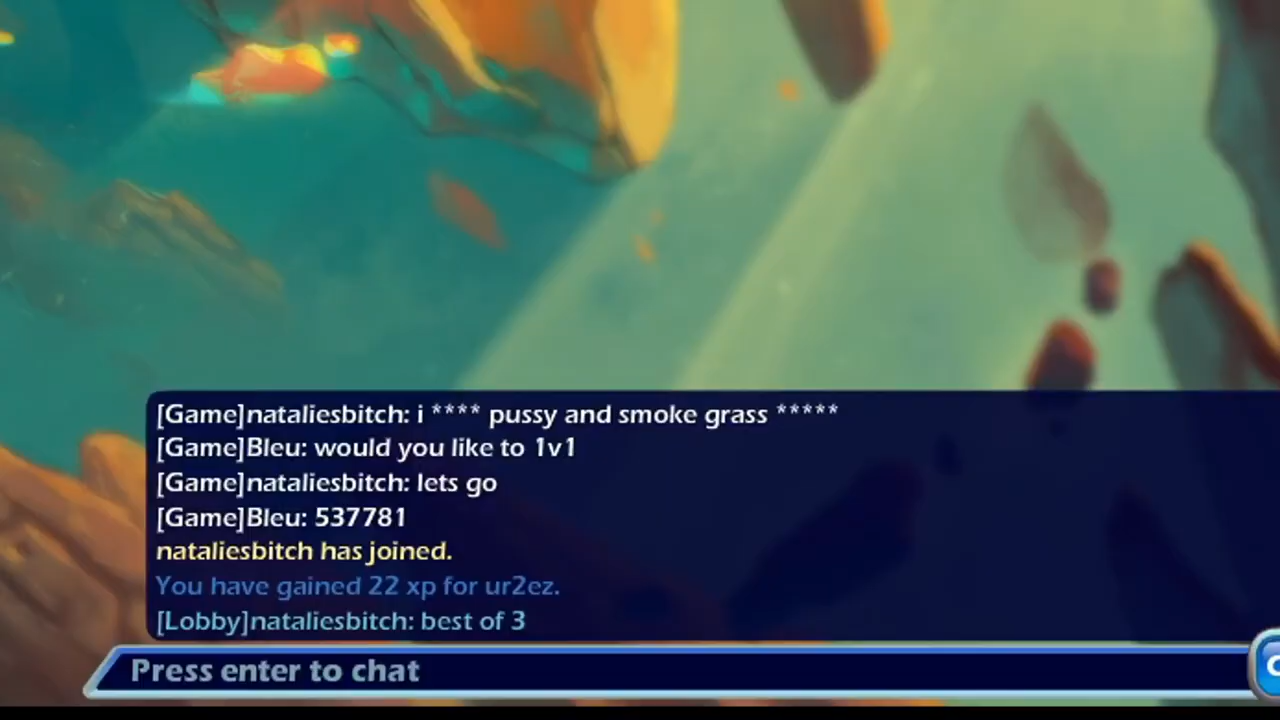 [Game]nataliesbitch: i **** pussy and smoke grass *****
[Game]Bleu: would you like to 1v1
[Game]nataliesbitch: lets go
[Game]Bleu: 537781
nataliesbitch has joined.
You have gained 22 xp for ur2ez.
[Lobby]nataliesbitch: best of 3
Press enter to chat